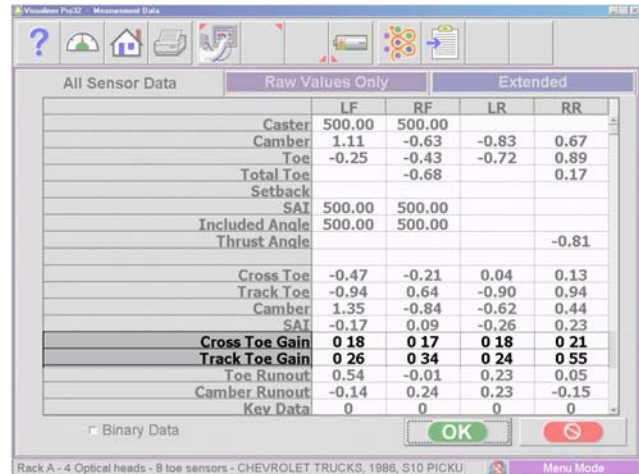 Visualiner Pro32 - Measurement Data
?
All Sensor Data Raw Values Only Extended
LF RF LR RR
Caster 500.00 500.00
Camber 1.11 -0.63 -0.83 0.67
Toe -0.25 -0.43 -0.72 0.89
Total Toe -0.68 0.17
Setback
SAI 500.00 500.00
Included Angle 500.00 500.00
Thrust Angle -0.81
Cross Toe -0.47 -0.21 0.04 0.13
Track Toe -0.94 0.64 -0.90 0.94
Camber 1.35 -0.84 -0.62 0.44
SAI -0.17 0.09 -0.26 0.23
Cross Toe Gain 0 18 0 17 0 18 0 21
Track Toe Gain 0 26 0 34 0 24 0 55
Toe Runout 0.54 -0.01 0.23 0.05
Camber Runout -0.14 0.24 0.23 -0.15
Key Data 0 0 0 0
Binary Data OK
Rack A - 4 Optical heads - 8 toe sensors - CHEVROLET TRUCKS, 1986, S10 PICKU Menu Mode